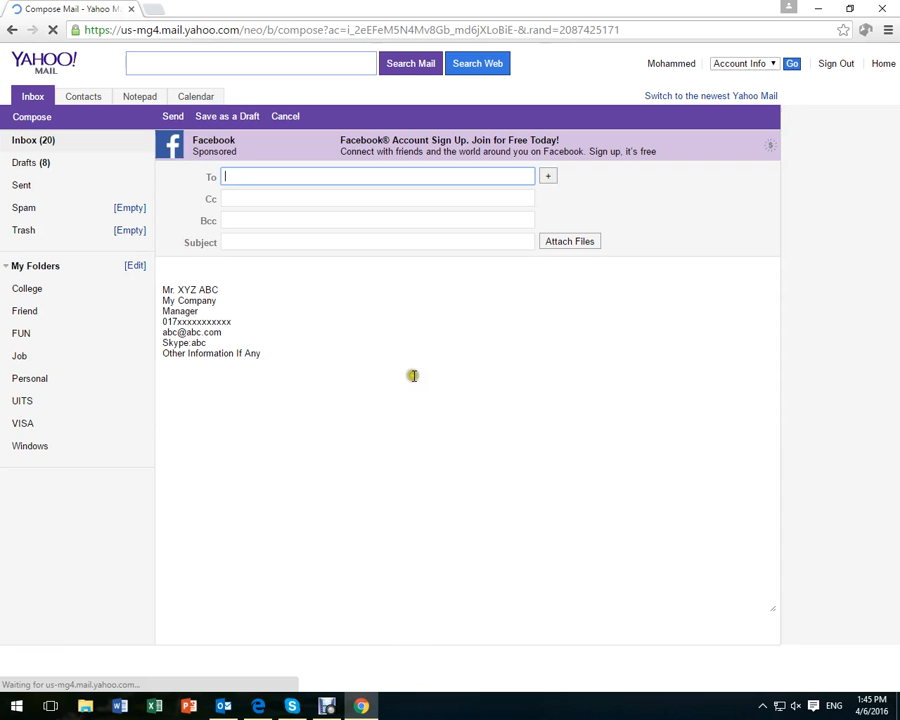 Compose Mail - Yahoo M
https://us-mg4.mail.yahoo.com/neo/b/compose?ac=i_2eEFeM5N4Mv8Gb_md6jXLoBiE-&.rand=2087425171
YAHOO!
MAIL
Search Mail
Search Web
Mohammed
Account Info
Go
Sign Out
Home
Inbox
Contacts
Notepad
Calendar
Switch to the newest Yahoo Mail
Compose
Send
Save as a Draft
Cancel
Inbox (20)
Drafts (8)
Sent
Spam [Empty]
Trash [Empty]
My Folders [Edit]
College
Friend
FUN
Job
Personal
UITS
VISA
Windows
Facebook
Sponsored
Facebook® Account Sign Up. Join for Free Today!
Connect with friends and the world around you on Facebook. Sign up, it's free
To
+
Cc
Bcc
Subject
Attach Files
Mr. XYZ ABC
My Company
Manager
017xxxxxxxxxxx
abc@abc.com
Skype:abc
Other Information If Any
Waiting for us-mg4.mail.yahoo.com...
ENG
1:45 PM
4/6/2016